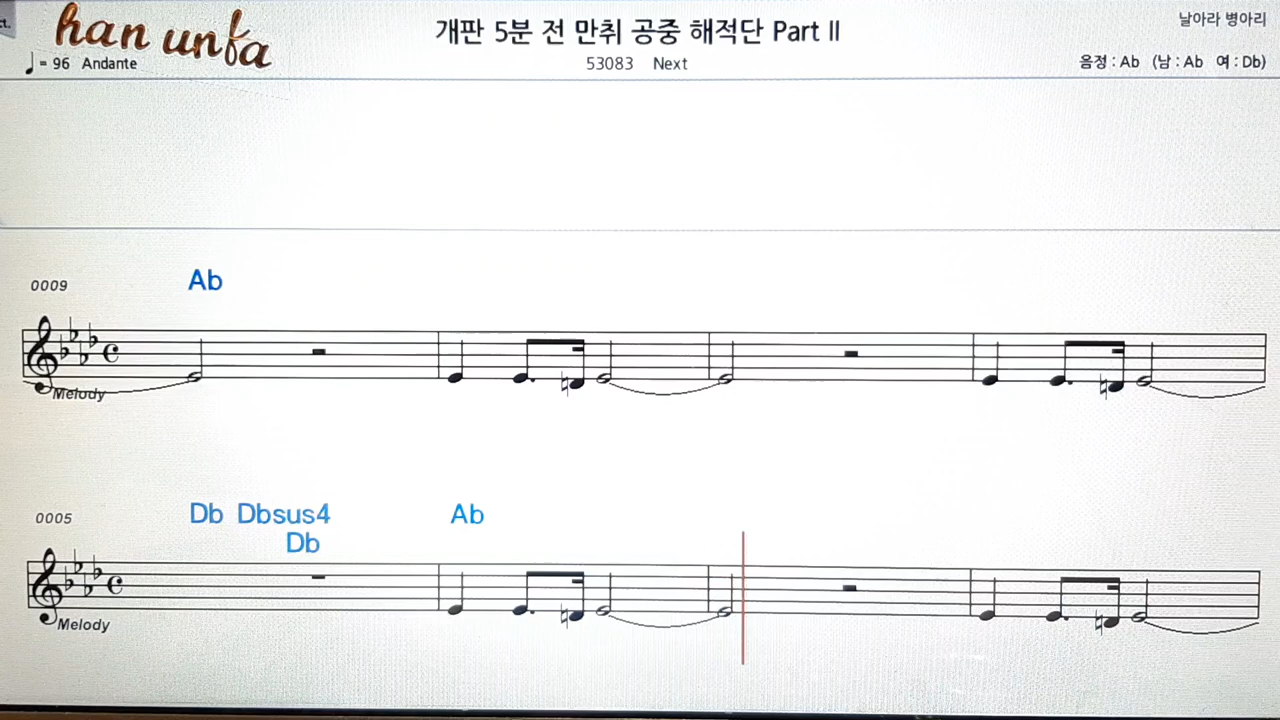 han unfa
개판 5분 전 만취 공중 해적단 Part II
날아라 병아리
♩ = 96 Andante
53083 Next
음정 : Ab (남 : Ab 여 : Db)
0009
Ab
Melody
0005
Db Dbsus4 Ab
Db
Melody